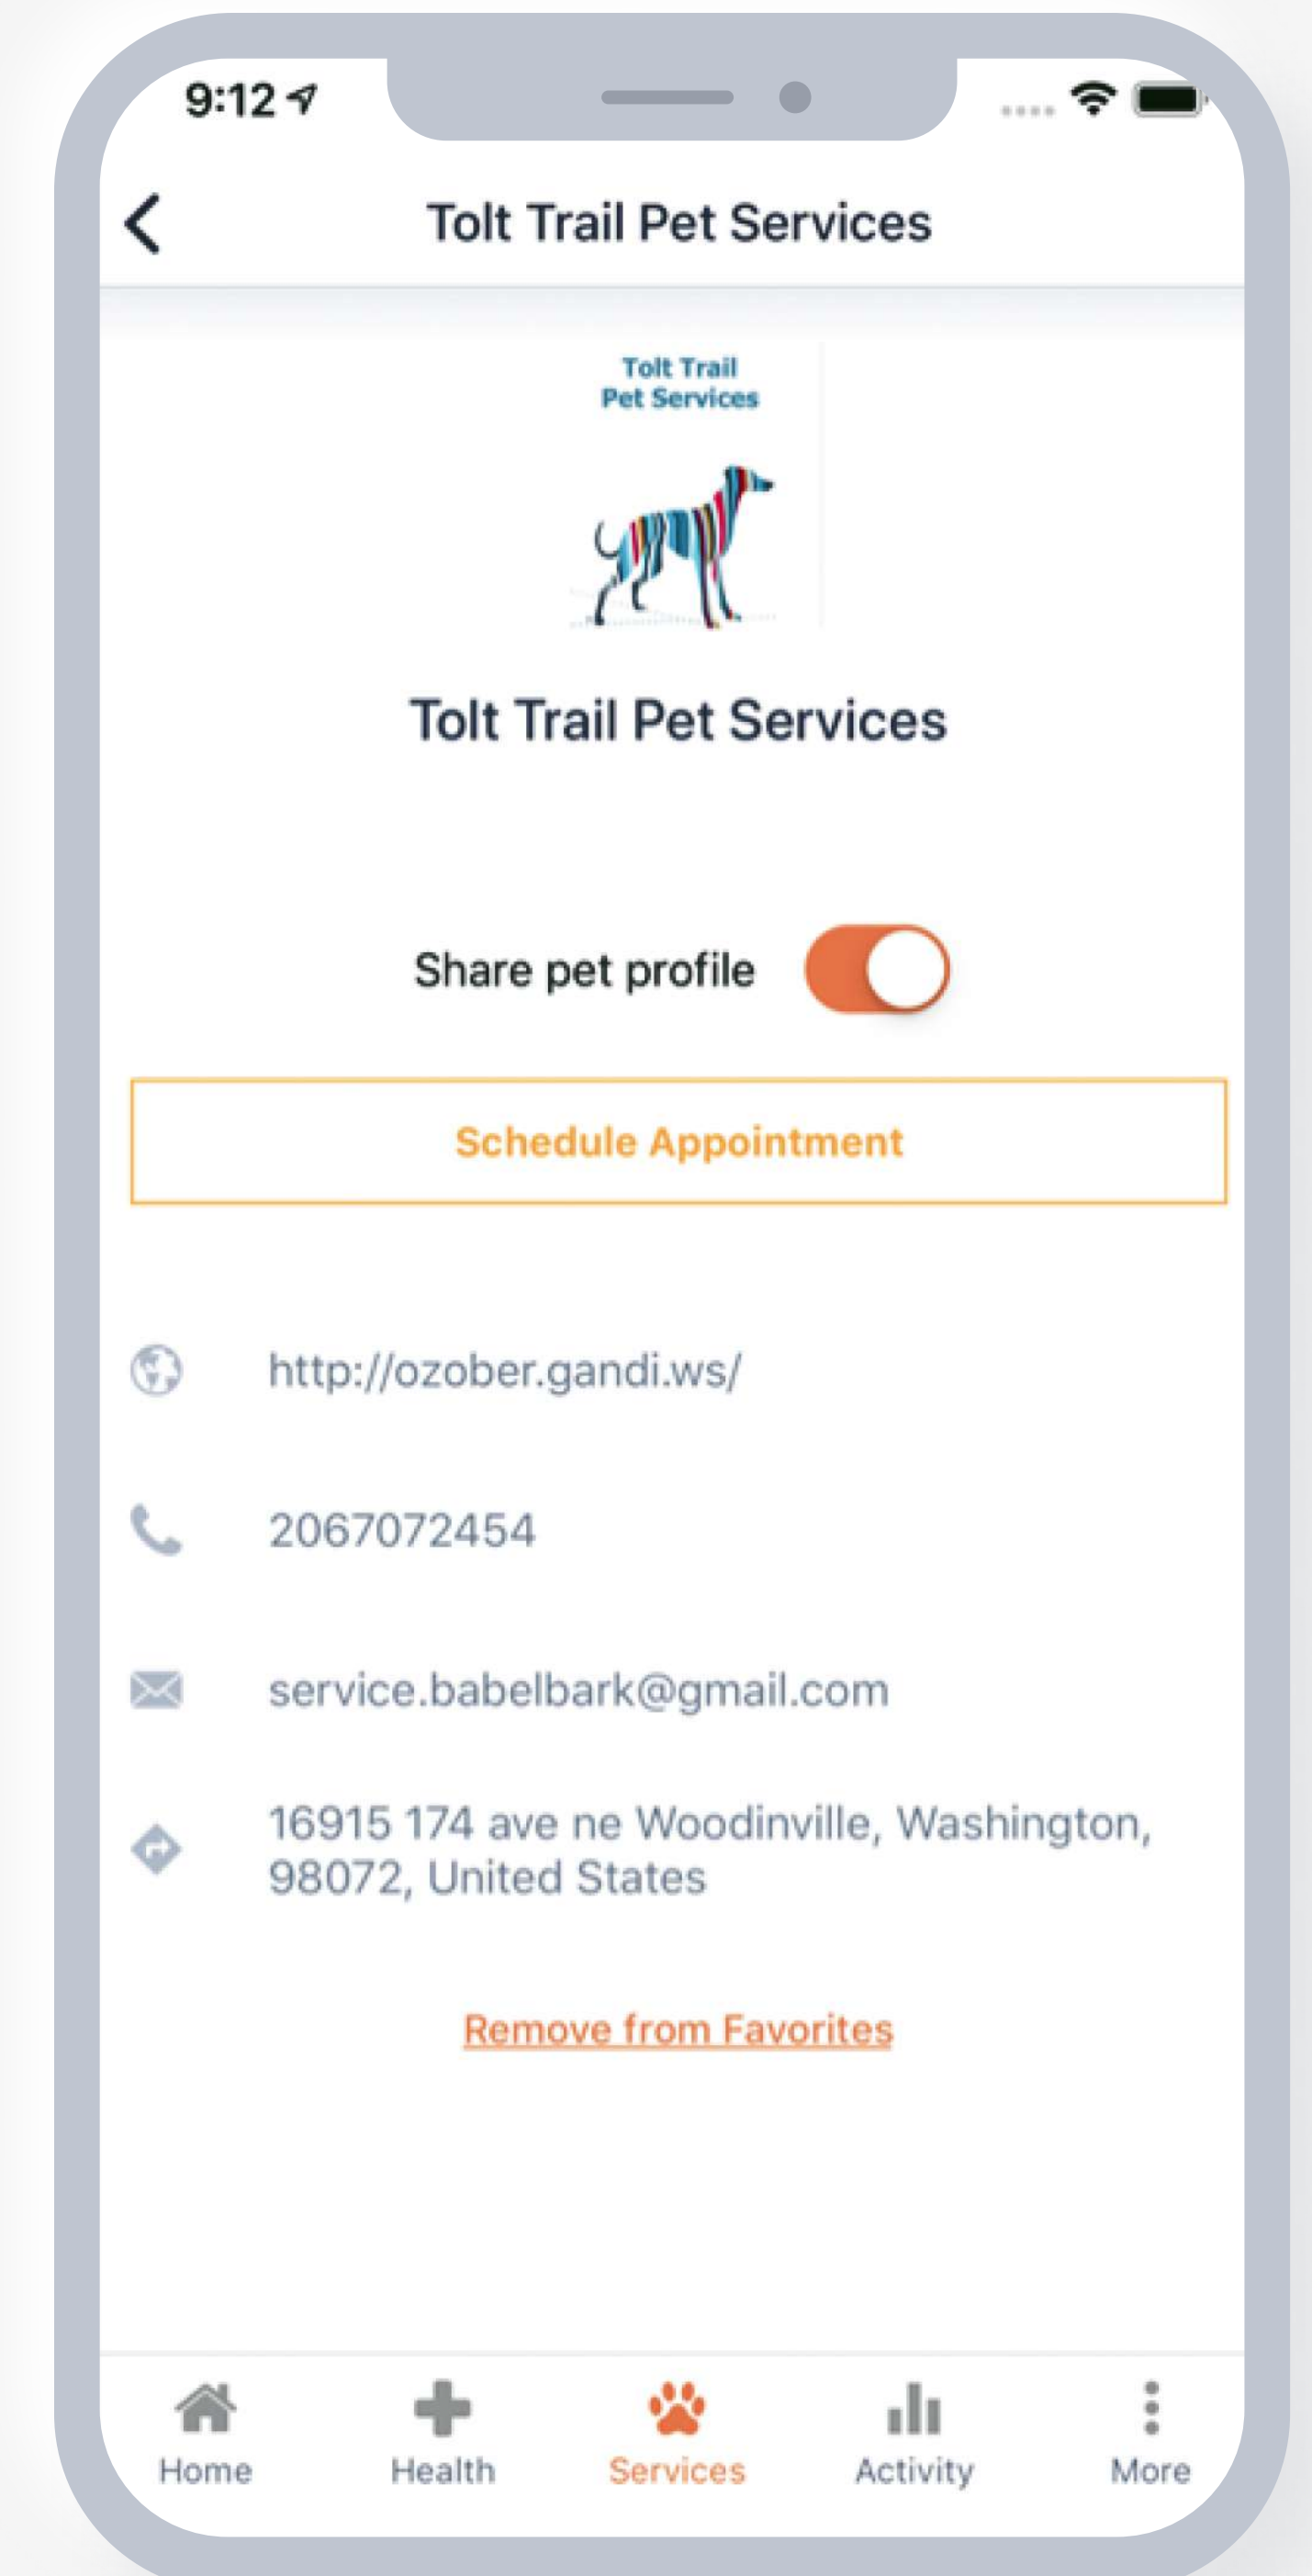 9:12
Tolt Trail Pet Services
Tolt Trail
Pet Services
Tolt Trail Pet Services
Share pet profile
Schedule Appointment
http://ozober.gandi.ws/
2067072454
service.babelbark@gmail.com
16915 174 ave ne Woodinville, Washington,
98072, United States
Remove from Favorites
Home Health Services Activity More